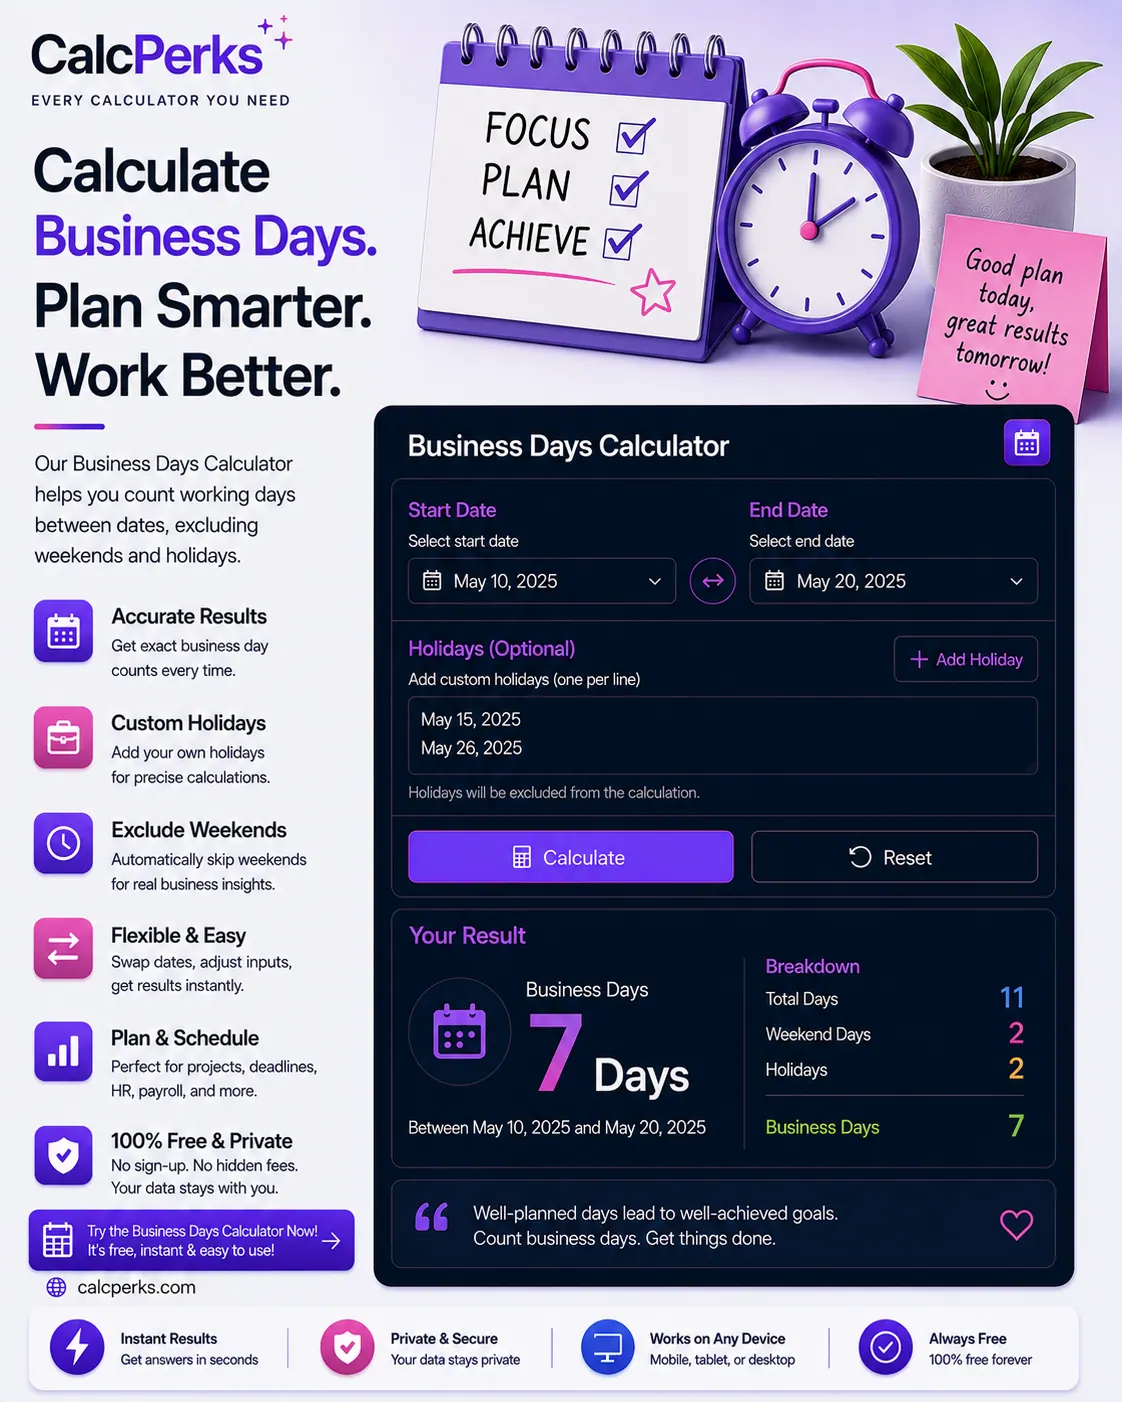 CalcPerks
EVERY CALCULATOR YOU NEED
Calculate
Business Days.
Plan Smarter.
Work Better.
Our Business Days Calculator
helps you count working days
between dates, excluding
weekends and holidays.
Accurate Results
Get exact business day
counts every time.
Custom Holidays
Add your own holidays
for precise calculations.
Exclude Weekends
Automatically skip weekends
for real business insights.
Flexible & Easy
Swap dates, adjust inputs,
get results instantly.
Plan & Schedule
Perfect for projects, deadlines,
HR, payroll, and more.
100% Free & Private
No sign-up. No hidden fees.
Your data stays with you.
Try the Business Days Calculator Now!
It's free, instant & easy to use!
calcperks.com
FOCUS
PLAN
ACHIEVE
Good plan
today,
great results
tomorrow!
Business Days Calculator
Start Date
Select start date
May 10, 2025
End Date
Select end date
May 20, 2025
Holidays (Optional)
Add custom holidays (one per line)
Add Holiday
May 15, 2025
May 26, 2025
Holidays will be excluded from the calculation.
Calculate
Reset
Your Result
Business Days
7 Days
Between May 10, 2025 and May 20, 2025
Breakdown
Total Days 11
Weekend Days 2
Holidays 2
Business Days 7
Well-planned days lead to well-achieved goals.
Count business days. Get things done.
Instant Results
Get answers in seconds
Private & Secure
Your data stays private
Works on Any Device
Mobile, tablet, or desktop
Always Free
100% free forever